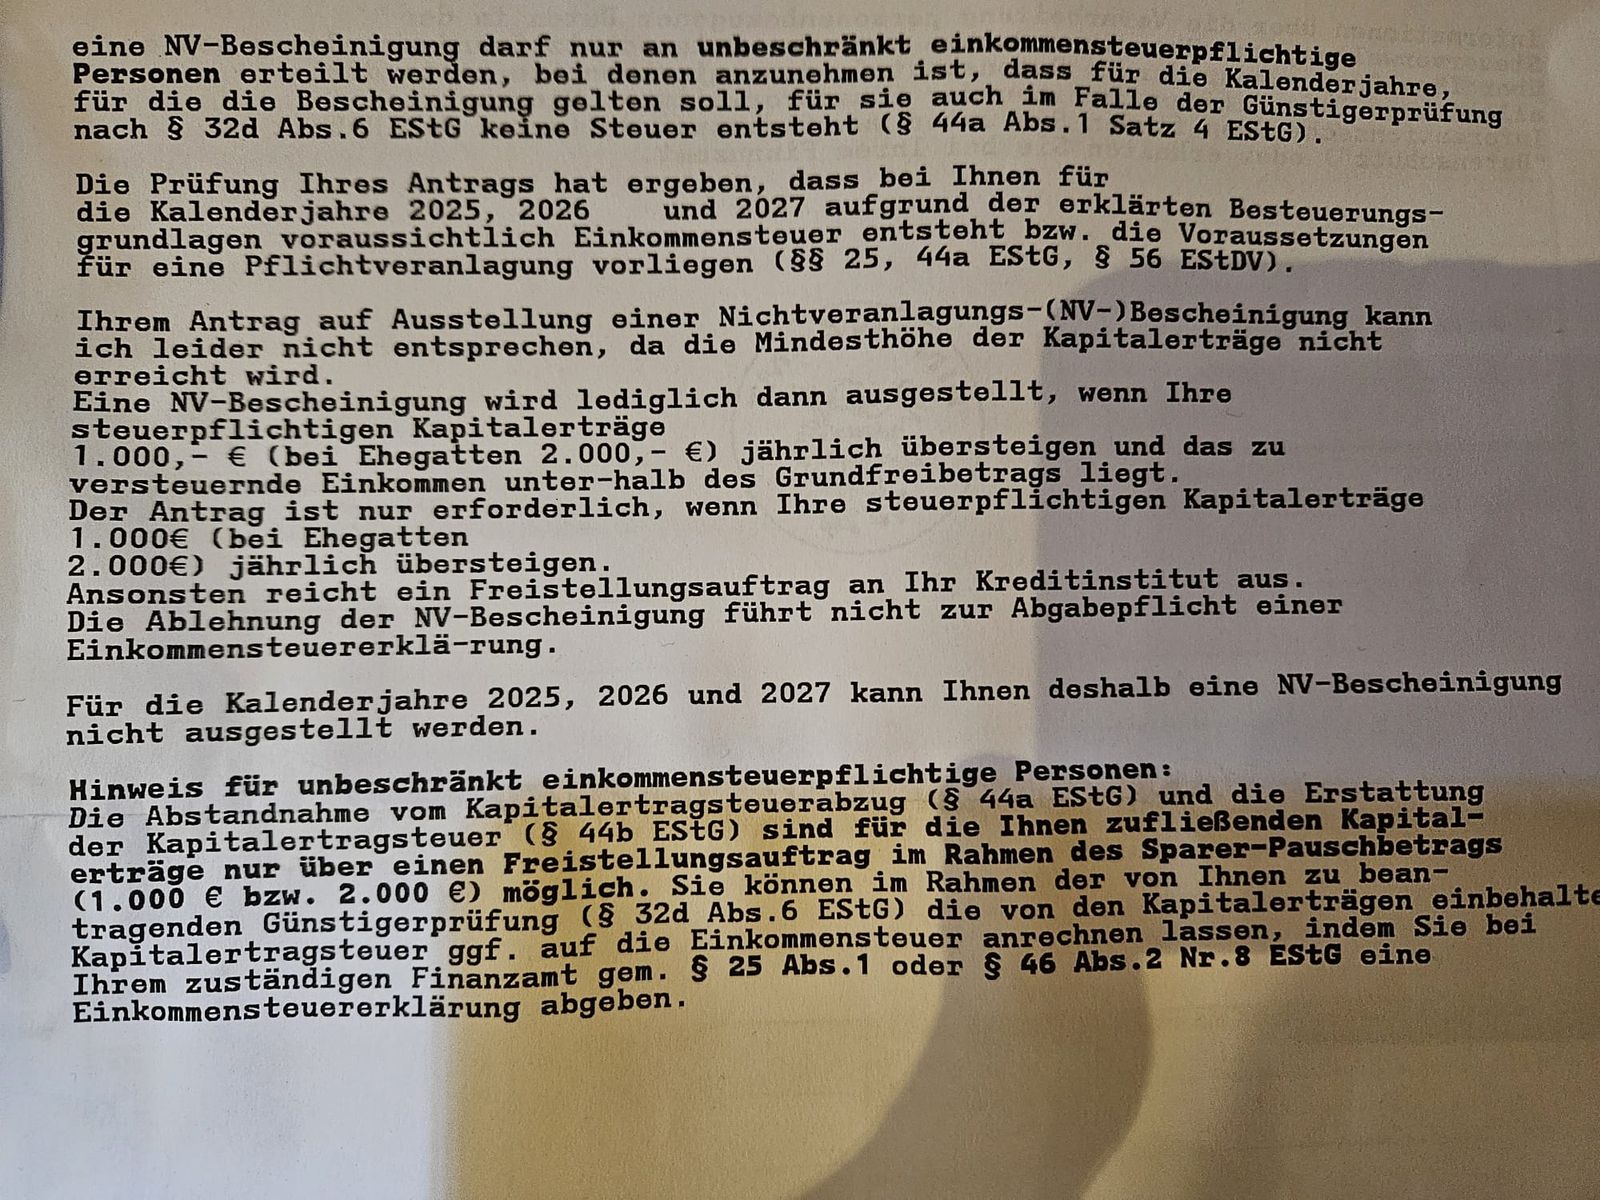 eine NV-Bescheinigung darf nur an unbeschränkt einkommensteuerpflichtige
Personen erteilt werden, bei denen anzunehmen ist, dass für die Kalenderjahre,
für die die Bescheinigung gelten soll, für sie auch im Falle der Günstigerprüfung
nach § 32d Abs.6 EStG keine Steuer entsteht (§ 44a Abs.1 Satz 4 EStG).
Die Prüfung Ihres Antrags hat ergeben, dass bei Ihnen für
die Kalenderjahre 2025, 2026 und 2027 aufgrund der erklärten Besteuerungs-
grundlagen voraussichtlich Einkommensteuer entsteht bzw. die Voraussetzungen
für eine Pflichtveranlagung vorliegen (§§ 25, 44a EStG, § 56 EStDV).
Ihrem Antrag auf Ausstellung einer Nichtveranlagungs-(NV-)Bescheinigung kann
ich leider nicht entsprechen, da die Mindesthöhe der Kapitalerträge nicht
erreicht wird.
Eine NV-Bescheinigung wird lediglich dann ausgestellt, wenn Ihre
steuerpflichtigen Kapitalerträge
1.000,- € (bei Ehegatten 2.000,- €) jährlich übersteigen und das zu
versteuernde Einkommen unter-halb des Grundfreibetrags liegt.
Der Antrag ist nur erforderlich, wenn Ihre steuerpflichtigen Kapitalerträge
1.000€ (bei Ehegatten
2.000€) jährlich übersteigen.
Ansonsten reicht ein Freistellungsauftrag an Ihr Kreditinstitut aus.
Die Ablehnung der NV-Bescheinigung führt nicht zur Abgabepflicht einer
Einkommensteuererklä-rung.
Für die Kalenderjahre 2025, 2026 und 2027 kann Ihnen deshalb eine NV-Bescheinigung
nicht ausgestellt werden.
Hinweis für unbeschränkt einkommensteuerpflichtige Personen:
Die Abstandnahme vom Kapitalertragsteuerabzug (§ 44a EStG) und die Erstattung
der Kapitalertragsteuer (§ 44b EStG) sind für die Ihnen zufließenden Kapital-
erträge nur über einen Freistellungsauftrag im Rahmen des Sparer-Pauschbetrags
(1.000 € bzw. 2.000 €) möglich. Sie können im Rahmen der von Ihnen zu bean-
tragenden Günstigerprüfung (§ 32d Abs.6 EStG) die von den Kapitalerträgen einbehalte
Kapitalertragsteuer ggf. auf die Einkommensteuer anrechnen lassen, indem Sie bei
Ihrem zuständigen Finanzamt gem. § 25 Abs.1 oder § 46 Abs.2 Nr.8 EStG eine
Einkommensteuererklärung abgeben.